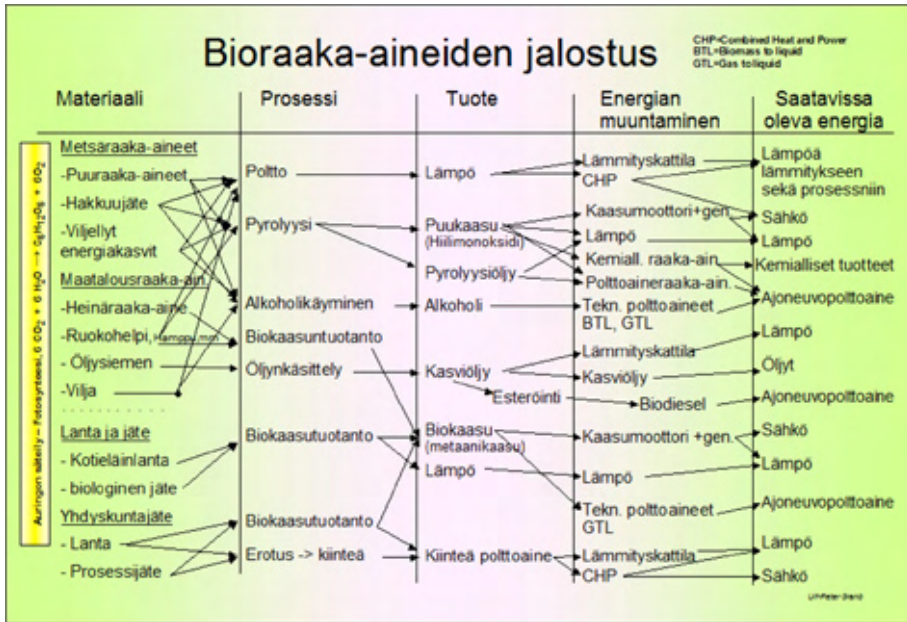 Bioraaka-aineiden jalostus
CHP=Combined Heat and Power
BTL=Biomass to liquid
GTL=Gas to liquid
Materiaali
Prosessi
Tuote
Energian
muuntaminen
Saatavissa
oleva energia
Auringon säteily – Fotosynteesi, 6 CO2 + 6 H2O → C6H12O6 + 6O2
Metsäraaka-aineet
-Puuraaka-aineet
-Hakkuujäte
-Viljellyt
energiakasvit
Maatalousraaka-ain.
-Heinäraaka-aine
-Ruokohelpi, Hamppu, mm
- Öljysiemen
-Vilja
. . . . . . . . . . .
Lanta ja jäte
- Kotieläinlanta
- biologinen jäte
Yhdyskuntajäte
- Lanta
- Prosessijäte
Poltto
Pyrolyysi
Alkoholikäyminen
Biokaasuntuotanto
Öljynkäsittely
Biokaasutuotanto
Biokaasutuotanto
Erotus -> kiinteä
Lämpö
Puukaasu
(Hiilimonoksidi)
Pyrolyysiöljy
Alkoholi
Kasviöljy
Esteröinti
Biokaasu
(metaanikaasu)
Lämpö
Kiinteä polttoaine
Lämmityskattila
CHP
Kaasumoottori+gen.
Lämpö
Kemiall. raaka-ain.
Polttoaineraaka-ain.
Tekn. polttoaineet
BTL, GTL
Lämmityskattila
Kasviöljy
Biodiesel
Kaasumoottori +gen.
Lämpö
Tekn. polttoaineet
GTL
Lämmityskattila
CHP
Lämpöä
lämmitykseen
sekä prosessniin
Sähkö
Lämpö
Kemialliset tuotteet
Ajoneuvopolttoaine
Lämpö
Öljyt
Ajoneuvopolttoaine
Sähkö
Lämpö
Ajoneuvopolttoaine
Lämpö
Sähkö